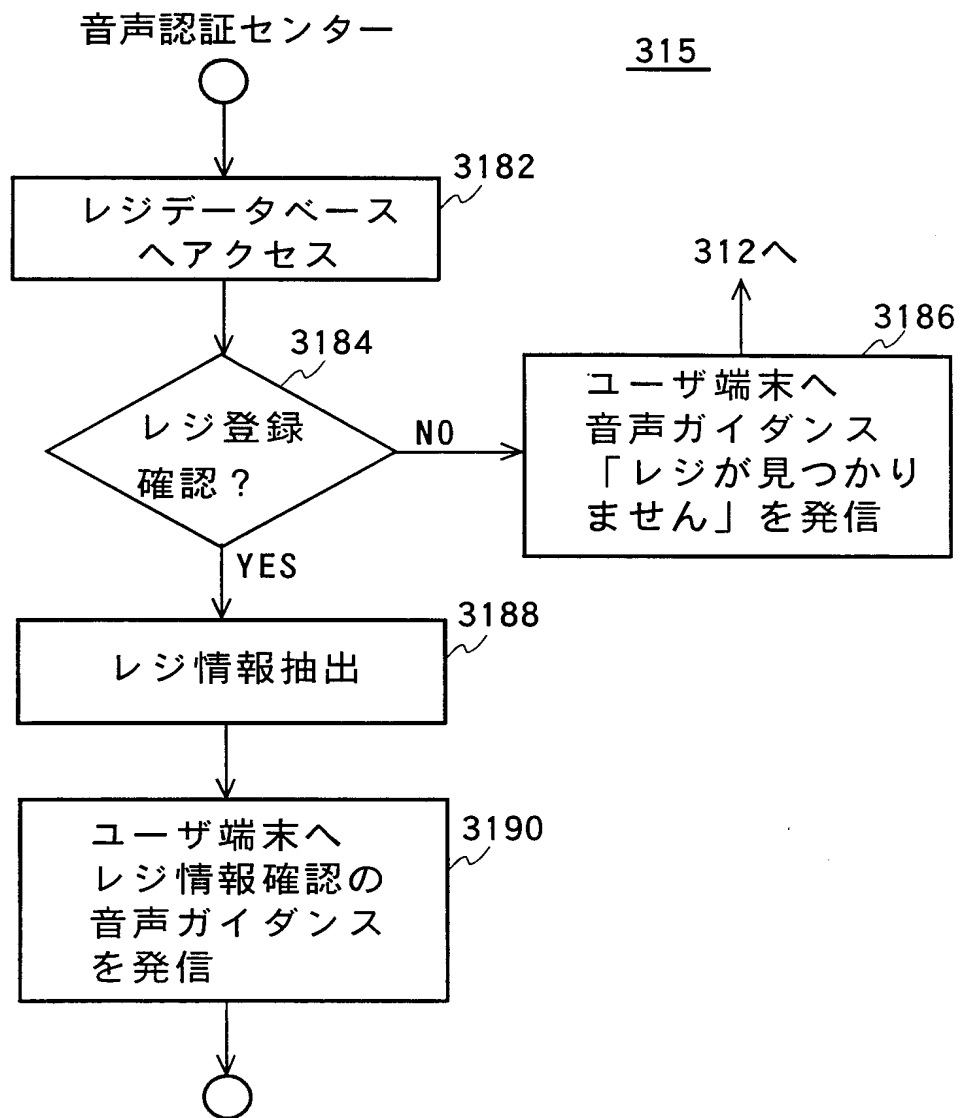 音声認証センター
315
3182
レジデータベース
へアクセス
3184
レジ登録
確認？
NO
312へ
3186
ユーザ端末へ
音声ガイダンス
「レジが見つかり
ません」を発信
YES
3188
レジ情報抽出
3190
ユーザ端末へ
レジ情報確認の
音声ガイダンス
を発信